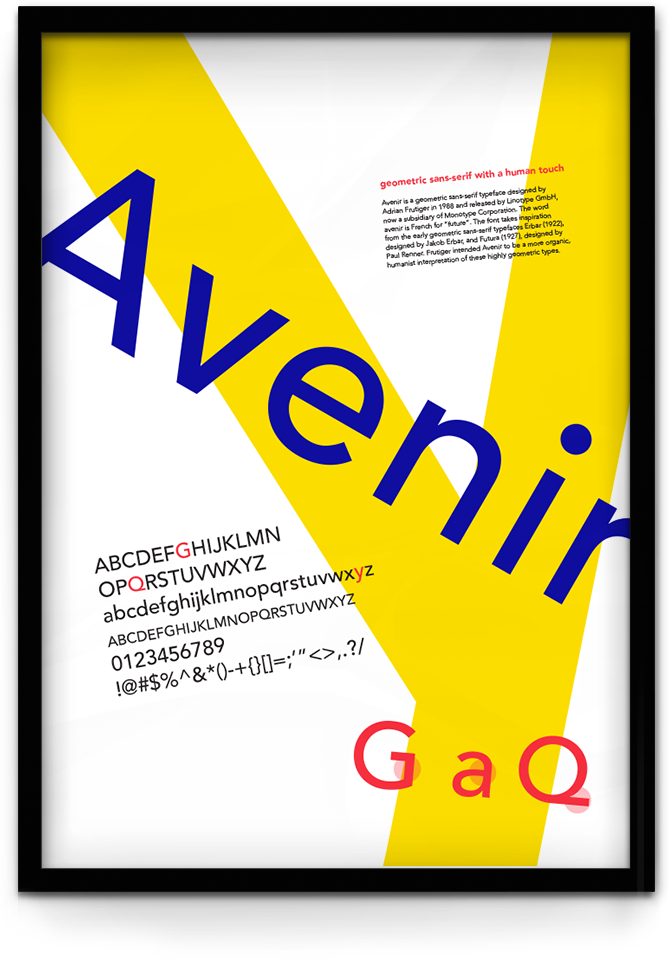 geometric sans-serif with a human touch
Avenir is a geometric sans-serif typeface designed by
Adrian Frutiger in 1988 and released by Linotype GmbH,
now a subsidiary of Monotype Corporation. The word
avenir is French for "future". The font takes inspiration
from the early geometric sans-serif typefaces Erbar (1922),
designed by Jakob Erbar, and Futura (1927), designed by
Paul Renner. Frutiger intended Avenir to be a more organic,
humanist interpretation of these highly geometric types.
Avenir
ABCDEFGHIJKLMN
OPQRSTUVWXYZ
abcdefghijklmnopqrstuvwxyz
ABCDEFGHIJKLMNOPQRSTUVWXYZ
0123456789
!@#$%^&*()-+{}[]=;'"<>,.?/
G a Q